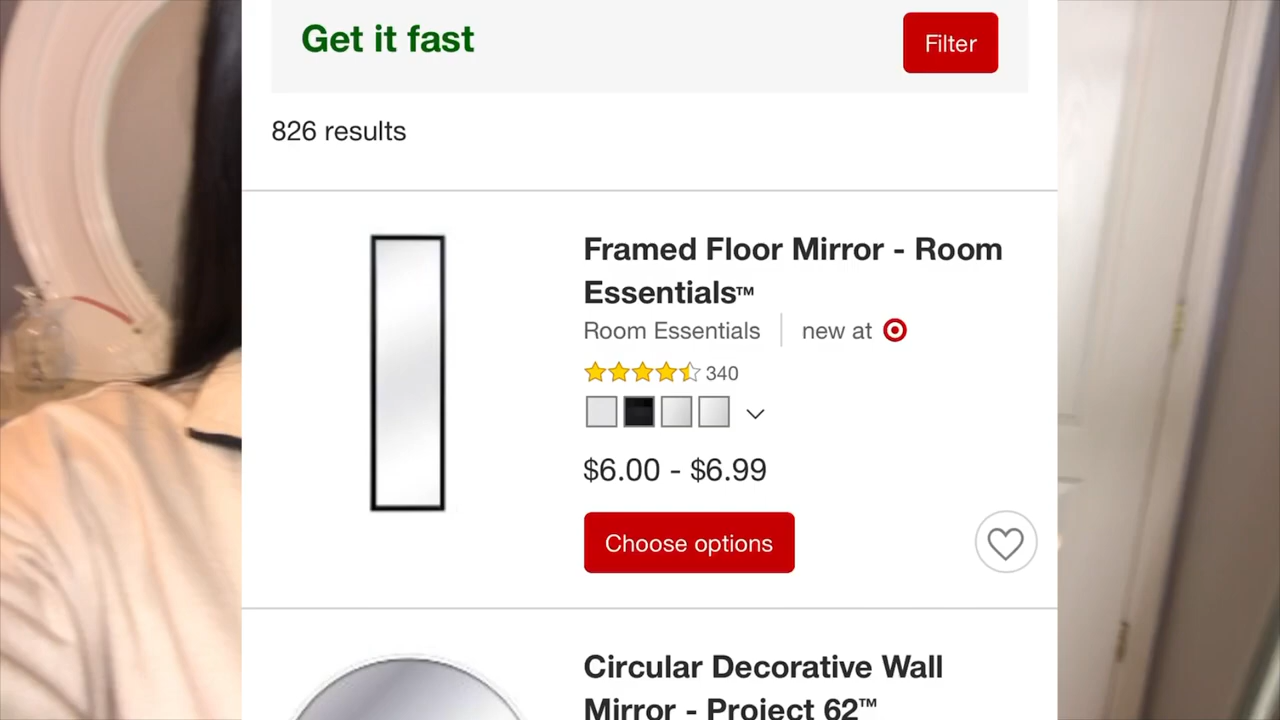 Get it fast
Filter
826 results
Framed Floor Mirror - Room
Essentials™
Room Essentials
new at
340
$6.00 - $6.99
Choose options
Circular Decorative Wall
Mirror - Project 62™